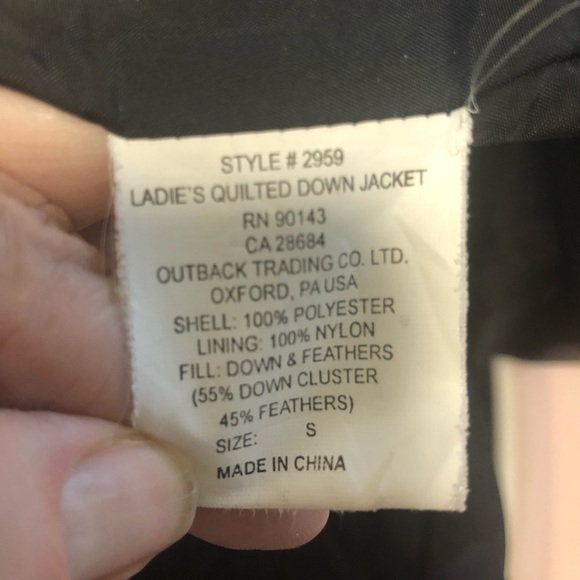 STYLE # 2959
LADIE'S QUILTED DOWN JACKET
RN 90143
CA 28684
OUTBACK TRADING CO. LTD.
OXFORD, PA USA
SHELL: 100% POLYESTER
LINING: 100% NYLON
FILL: DOWN & FEATHERS
(55% DOWN CLUSTER
45% FEATHERS)
SIZE: S
MADE IN CHINA